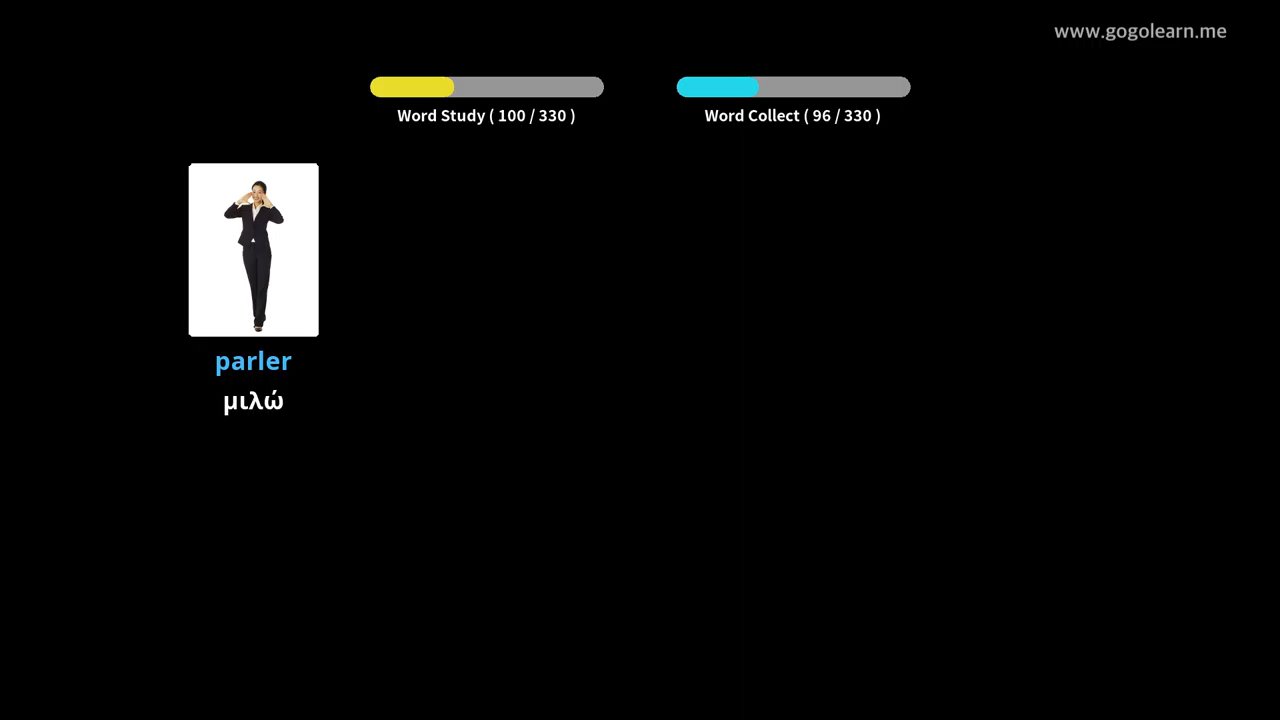 www.gogolearn.me
Word Study ( 100 / 330 )
Word Collect ( 96 / 330 )
parler
μιλώ